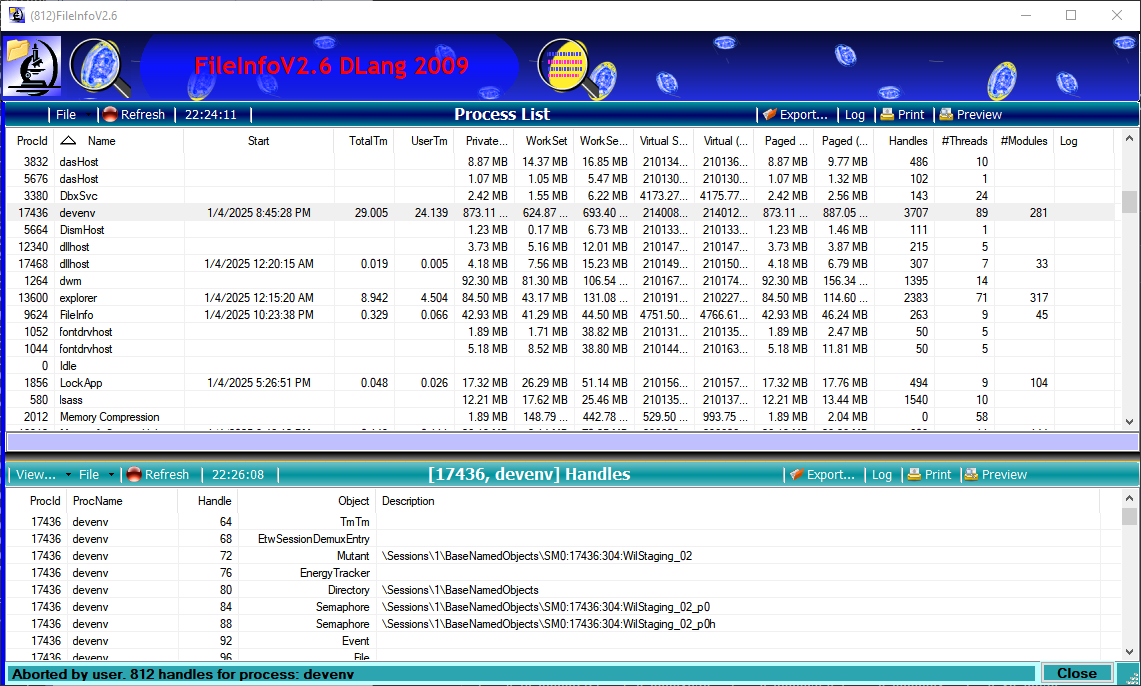 (812)FileInfoV2.6
FileInfoV2.6 DLang 2009
File Refresh 22:24:11 Process List Export... Log Print Preview
ProcId Name Start TotalTm UserTm Private... WorkSet WorkSe... Virtual S... Virtual (... Paged ... Paged (... Handles #Threads #Modules Log
3832 dasHost 8.87 MB 14.37 MB 16.85 MB 210134... 210136... 8.87 MB 9.77 MB 486 10
5676 dasHost 1.07 MB 1.05 MB 5.47 MB 210130... 210130... 1.07 MB 1.32 MB 102 1
3380 DbxSvc 2.42 MB 1.55 MB 6.22 MB 4173.27... 4175.77... 2.42 MB 2.56 MB 143 24
17436 devenv 1/4/2025 8:45:28 PM 29.005 24.139 873.11 ... 624.87 ... 693.40 ... 214008... 214012... 873.11 ... 887.05 ... 3707 89 281
5664 DismHost 1.23 MB 0.17 MB 6.73 MB 210133... 210133... 1.23 MB 1.46 MB 111 1
12340 dllhost 3.73 MB 5.16 MB 12.01 MB 210147... 210147... 3.73 MB 3.87 MB 215 5
17468 dllhost 1/4/2025 12:20:15 AM 0.019 0.005 4.18 MB 7.56 MB 15.23 MB 210149... 210150... 4.18 MB 6.79 MB 307 7 33
1264 dwm 92.30 MB 81.30 MB 106.54 ... 210167... 210174... 92.30 MB 156.34 ... 1395 14
13600 explorer 1/4/2025 12:15:20 AM 8.942 4.504 84.50 MB 43.17 MB 131.08 ... 210191... 210227... 84.50 MB 114.60 ... 2383 71 317
9624 FileInfo 1/4/2025 10:23:38 PM 0.329 0.066 42.93 MB 41.29 MB 44.50 MB 4751.50... 4766.61... 42.93 MB 46.24 MB 263 9 45
1052 fontdrvhost 1.89 MB 1.71 MB 38.82 MB 210131... 210135... 1.89 MB 2.47 MB 50 5
1044 fontdrvhost 5.18 MB 8.52 MB 38.80 MB 210144... 210163... 5.18 MB 11.81 MB 50 5
0 Idle
1856 LockApp 1/4/2025 5:26:51 PM 0.048 0.026 17.32 MB 26.29 MB 51.14 MB 210156... 210157... 17.32 MB 17.76 MB 494 9 104
580 lsass 12.21 MB 17.62 MB 25.46 MB 210135... 210137... 12.21 MB 13.44 MB 1540 10
2012 Memory Compression 1.89 MB 148.79 ... 442.78 ... 529.50 ... 993.75 ... 1.89 MB 2.04 MB 0 58
View... File Refresh 22:26:08 [17436, devenv] Handles Export... Log Print Preview
ProcId ProcName Handle Object Description
17436 devenv 64 TmTm
17436 devenv 68 EtwSessionDemuxEntry
17436 devenv 72 Mutant \Sessions\1\BaseNamedObjects\SM0:17436:304:WilStaging_02
17436 devenv 76 EnergyTracker
17436 devenv 80 Directory \Sessions\1\BaseNamedObjects
17436 devenv 84 Semaphore \Sessions\1\BaseNamedObjects\SM0:17436:304:WilStaging_02_p0
17436 devenv 88 Semaphore \Sessions\1\BaseNamedObjects\SM0:17436:304:WilStaging_02_p0h
17436 devenv 92 Event
17436 devenv 96 File
Aborted by user. 812 handles for process: devenv Close